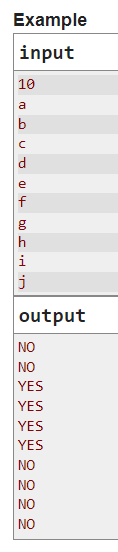 Example
input
10
a
b
c
d
e
f
g
h
i
j
output
NO
NO
YES
YES
YES
YES
NO
NO
NO
NO